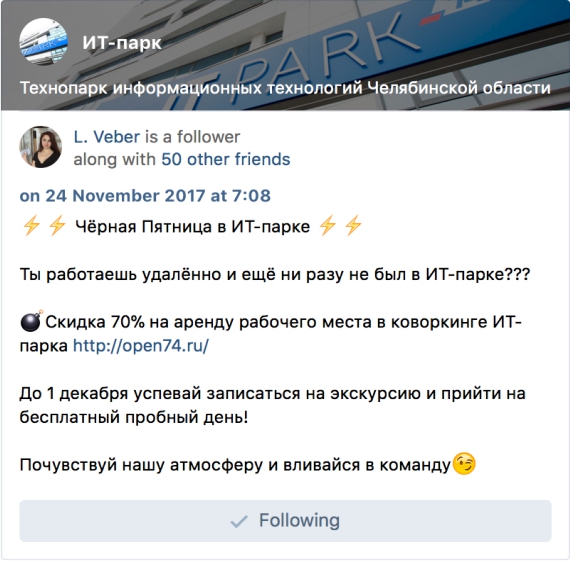 ИТ-парк
IT PARK
Технопарк информационных технологий Челябинской области
L. Veber is a follower
along with 50 other friends
on 24 November 2017 at 7:08
⚡⚡ Чёрная Пятница в ИТ-парке ⚡⚡
Ты работаешь удалённо и ещё ни разу не был в ИТ-парке???
💣Скидка 70% на аренду рабочего места в коворкинге ИТ-
парка http://open74.ru/
До 1 декабря успевай записаться на экскурсию и прийти на
бесплатный пробный день!
Почувствуй нашу атмосферу и вливайся в команду😉
Following